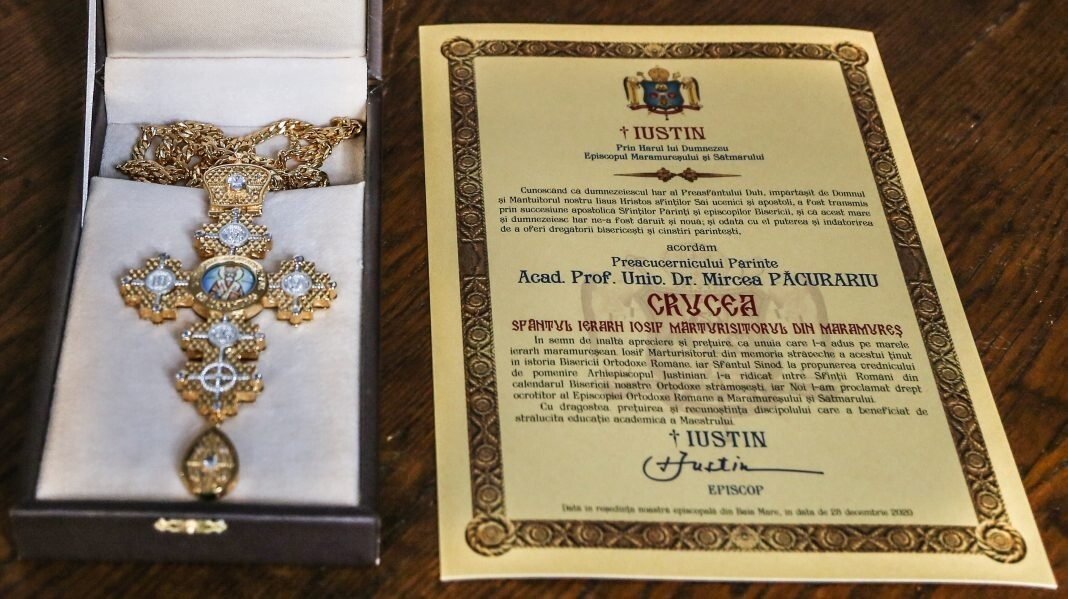 † IUSTIN
Prin Harul lui Dumnezeu
Episcopul Maramureșului și Sătmarului
Cunoscând că dumnezeiescul har al Preasfântului Duh, împărtășit de Domnul
și Mântuitorul nostru Iisus Hristos sfinților Săi ucenici și apostoli, a fost transmis
prin succesiune apostolică Sfinților Părinți și episcopilor Bisericii, și că acest mare
și dumnezeiesc har ne-a fost dăruit și nouă; și odată cu el puterea și îndatorirea
de a oferi dregătorii bisericești și cinstiri părintești,
acordăm
Preacucernicului Părinte
Acad. Prof. Univ. Dr. Mircea PĂCURARIU
CRUCEA
SFÂNTUL IERARH IOSIF MĂRTURISITORUL DIN MARAMUREȘ
În semn de înaltă apreciere și prețuire, ca unuia care l-a adus pe marele
ierarh maramureșean Iosif Mărturisitorul din memoria străveche a acestui ținut
în istoria Bisericii Ortodoxe Române, iar Sfântul Sinod, la propunerea vrednicului
de pomenire Arhiepiscopul Justinian, l-a ridicat între Sfinții Români din
calendarul Bisericii noastre Ortodoxe strămoșești, iar Noi l-am proclamat drept
ocrotitor al Episcopiei Ortodoxe Române a Maramureșului și Sătmarului.
Cu dragostea, prețuirea și recunoștința discipolului care a beneficiat de
strălucita educație academică a Maestrului.
† IUSTIN
† Iustin
EPISCOP
Dată în reședința noastră episcopală din Baia Mare, în data de 28 decembrie 2020